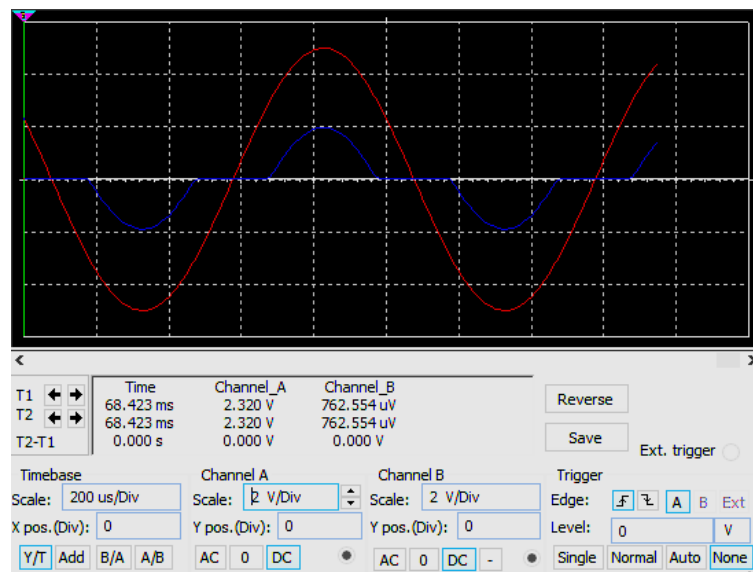 Time Channel_A Channel_B
T1 68.423 ms 2.320 V 762.554 uV
T2 68.423 ms 2.320 V 762.554 uV
T2-T1 0.000 s 0.000 V 0.000 V
Reverse
Save
Ext. trigger
Timebase
Scale: 200 us/Div
X pos.(Div): 0
Y/T Add B/A A/B
Channel A
Scale: 2 V/Div
Y pos.(Div): 0
AC 0 DC
Channel B
Scale: 2 V/Div
Y pos.(Div): 0
AC 0 DC -
Trigger
Edge: A B Ext
Level: 0 V
Single Normal Auto None